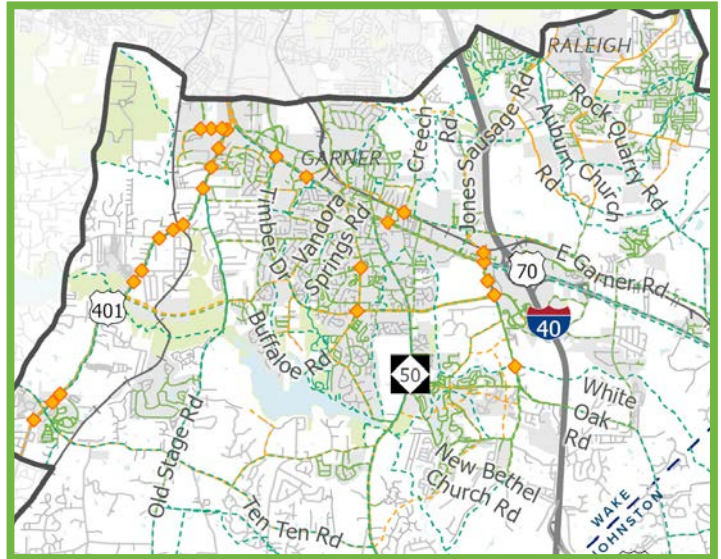 RALEIGH
Rock Quarry Rd
Auburn Church
Rd
Jones Sausage Rd
Creech
Rd
GARNER
Timber Dr
Vandora
Springs Rd
E Garner Rd
70
401
40
Buffaloe Rd
50
White
Oak
Rd
Old Stage Rd
New Bethel
Church Rd
Ten Ten Rd
WAKE
OHNSTON